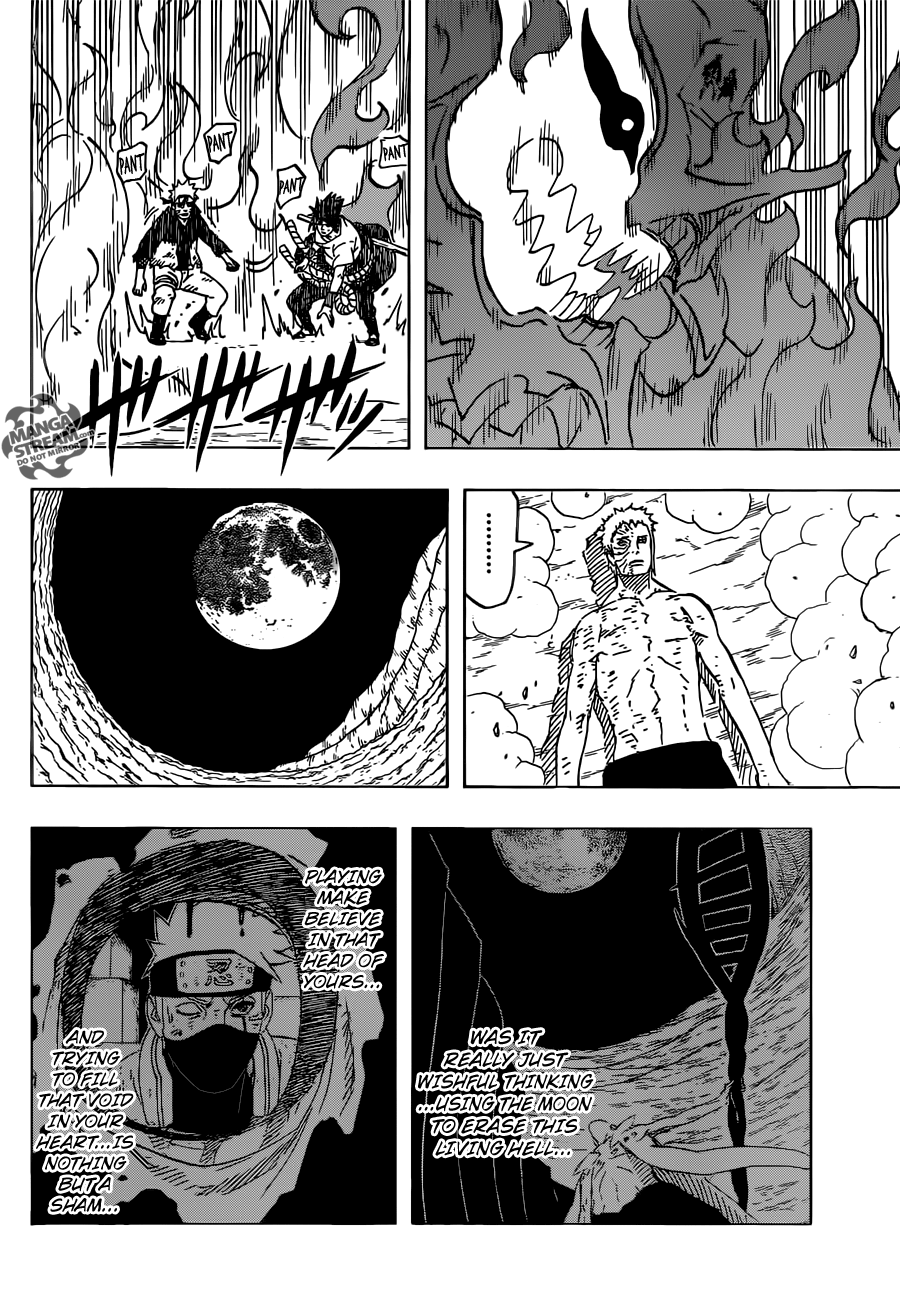 PANT
PANT
PANT
PANT
MANGA
STREAM.com
DO NOT MIRROR
.......
WAS IT
REALLY JUST
WISHFUL THINKING
...USING THE MOON
TO ERASE THIS
LIVING HELL...
PLAYING
MAKE
BELIEVE
IN THAT
HEAD OF
YOURS...
AND
TRYING
TO FILL
THAT VOID
IN YOUR
HEART...IS
NOTHING
BUT A
SHAM...
忍